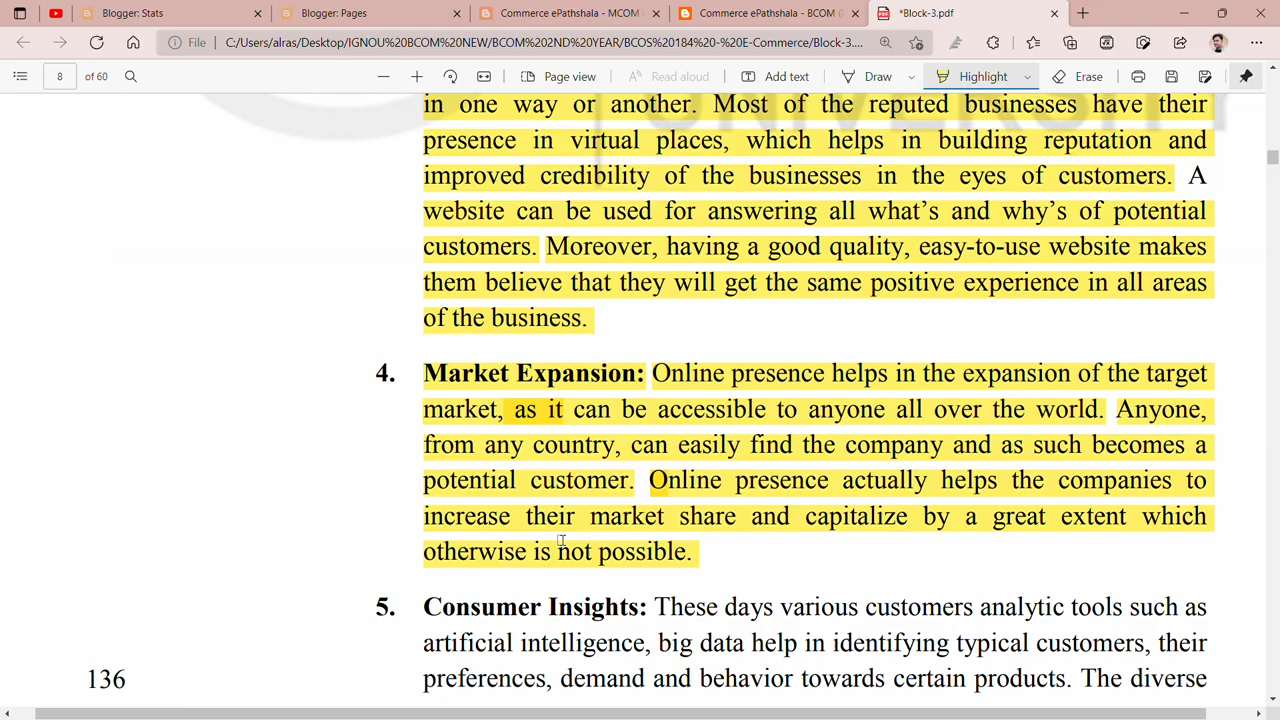 Blogger: Stats
Blogger: Pages
Commerce ePathshala - MCOM (
Commerce ePathshala - BCOM (I
*Block-3.pdf
File
C:/Users/alras/Desktop/IGNOU%20BCOM%20NEW/BCOM%202ND%20YEAR/BCOS%20184%20-%20E-Commerce/Block-3....
8 of 60
Page view
Read aloud
Add text
Draw
Highlight
Erase
in one way or another. Most of the reputed businesses have their
presence in virtual places, which helps in building reputation and
improved credibility of the businesses in the eyes of customers. A
website can be used for answering all what's and why's of potential
customers. Moreover, having a good quality, easy-to-use website makes
them believe that they will get the same positive experience in all areas
of the business.
4. Market Expansion: Online presence helps in the expansion of the target
market, as it can be accessible to anyone all over the world. Anyone,
from any country, can easily find the company and as such becomes a
potential customer. Online presence actually helps the companies to
increase their market share and capitalize by a great extent which
otherwise is not possible.
5. Consumer Insights: These days various customers analytic tools such as
artificial intelligence, big data help in identifying typical customers, their
136
preferences, demand and behavior towards certain products. The diverse